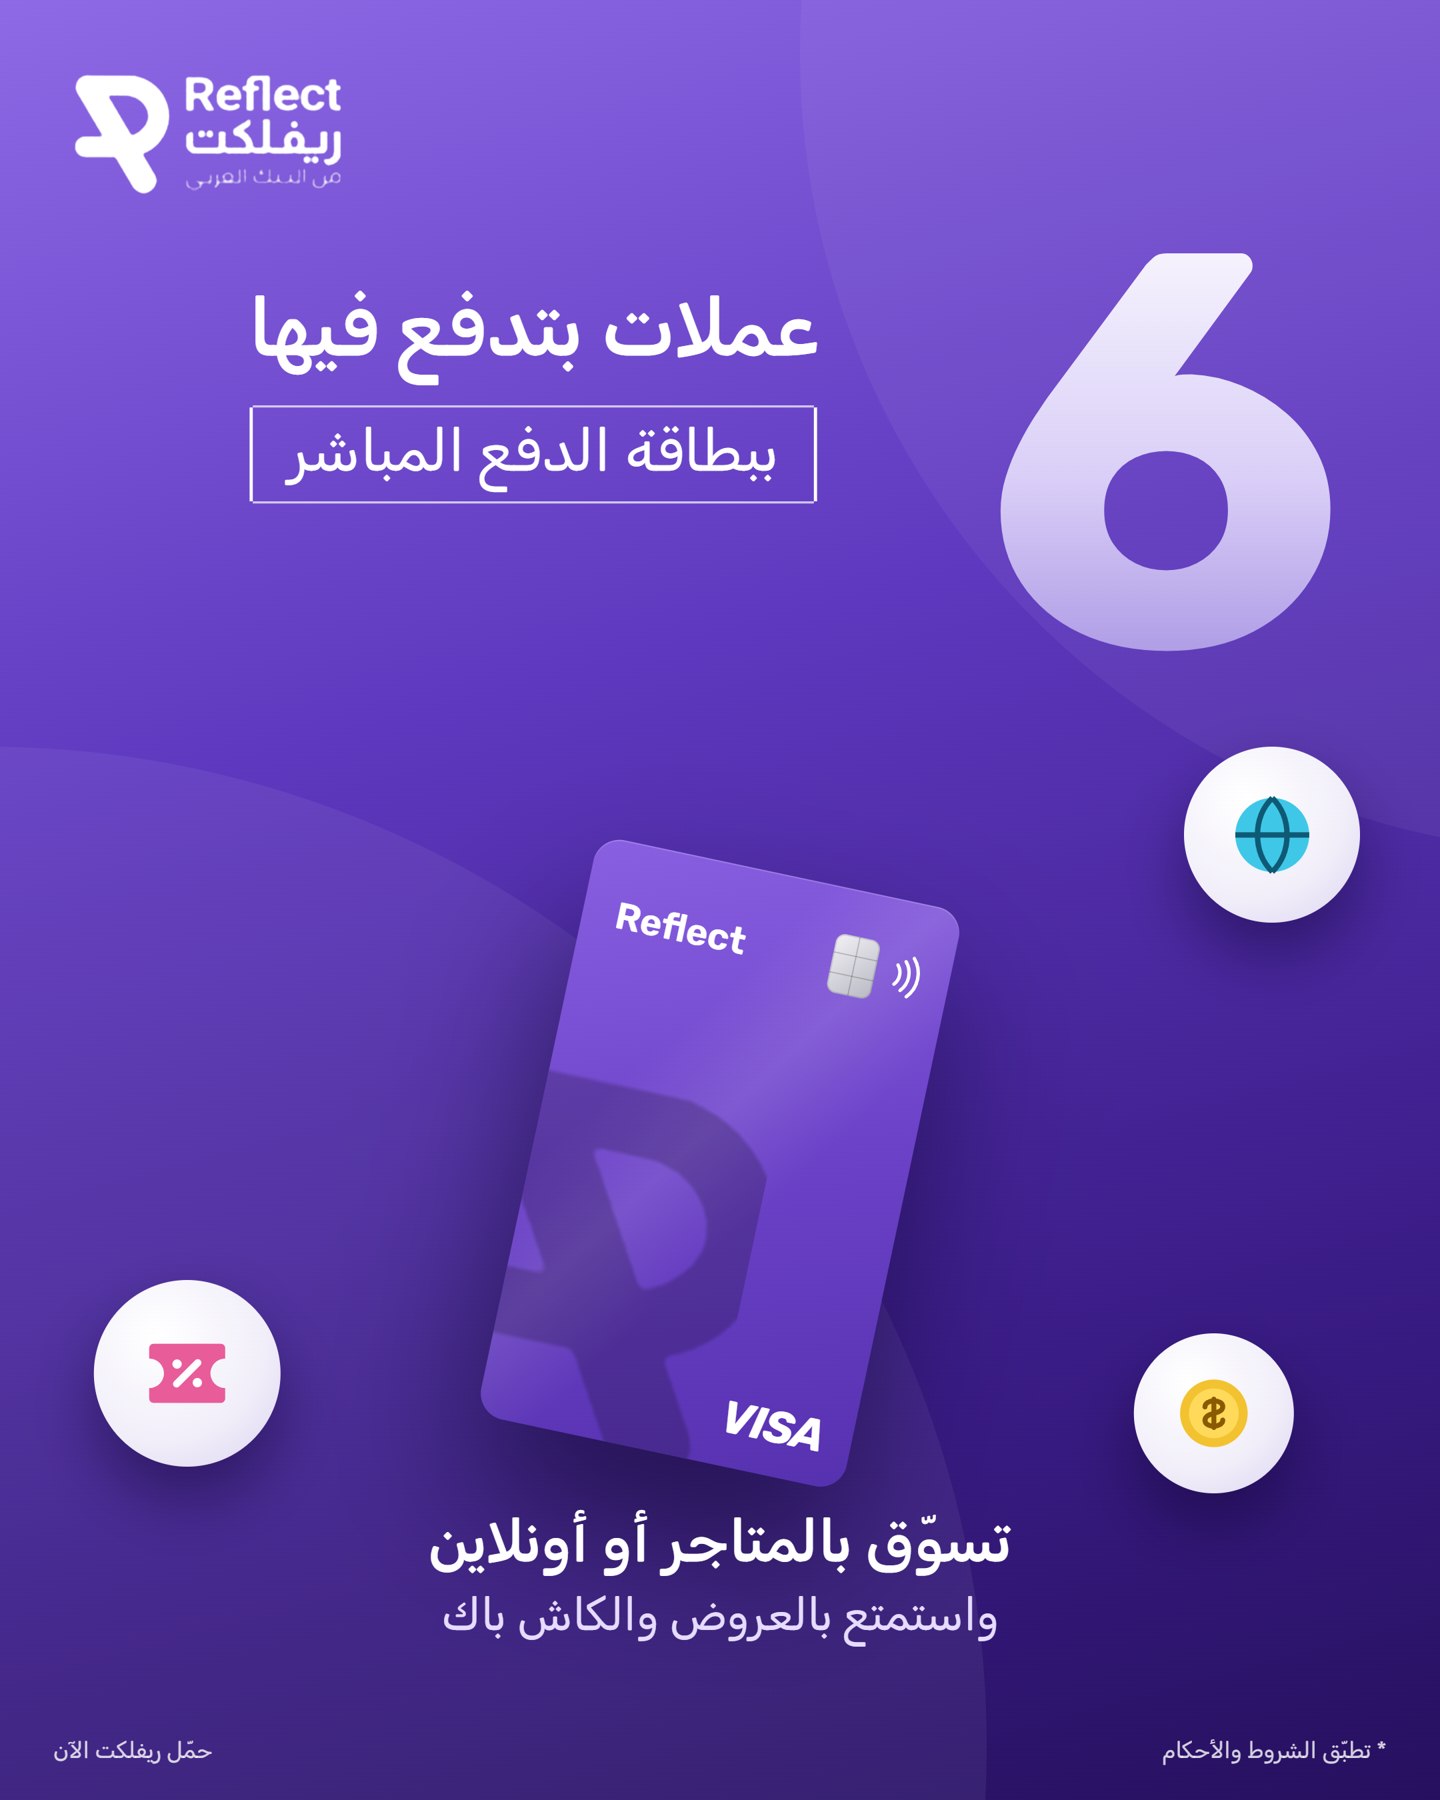 Reflect
ريفلكت
من البنك العربي
6
عملات بتدفع فيها
ببطاقة الدفع المباشر
Reflect
VISA
تسوّق بالمتاجر أو أونلاين
واستمتع بالعروض والكاش باك
* تطبّق الشروط والأحكام
حمّل ريفلكت الآن